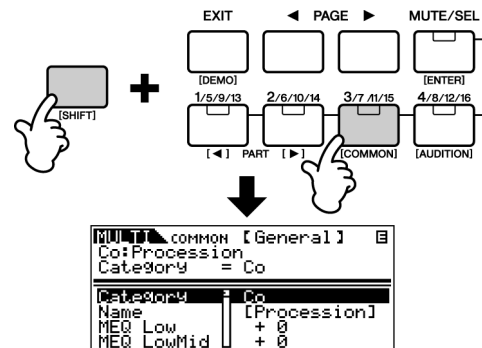 EXIT ◀ PAGE ▶ MUTE/SEL
[DEMO] [ENTER]
[SHIFT] + 1/5/9/13 2/6/10/14 3/7/11/15 4/8/12/16
[◀] PART [▶] [COMMON] [AUDITION]
MULTI COMMON [General] E
Co:Procession
Category = Co
Category = Co
Name [Procession]
MEQ Low + 0
MEQ LowMid + 0